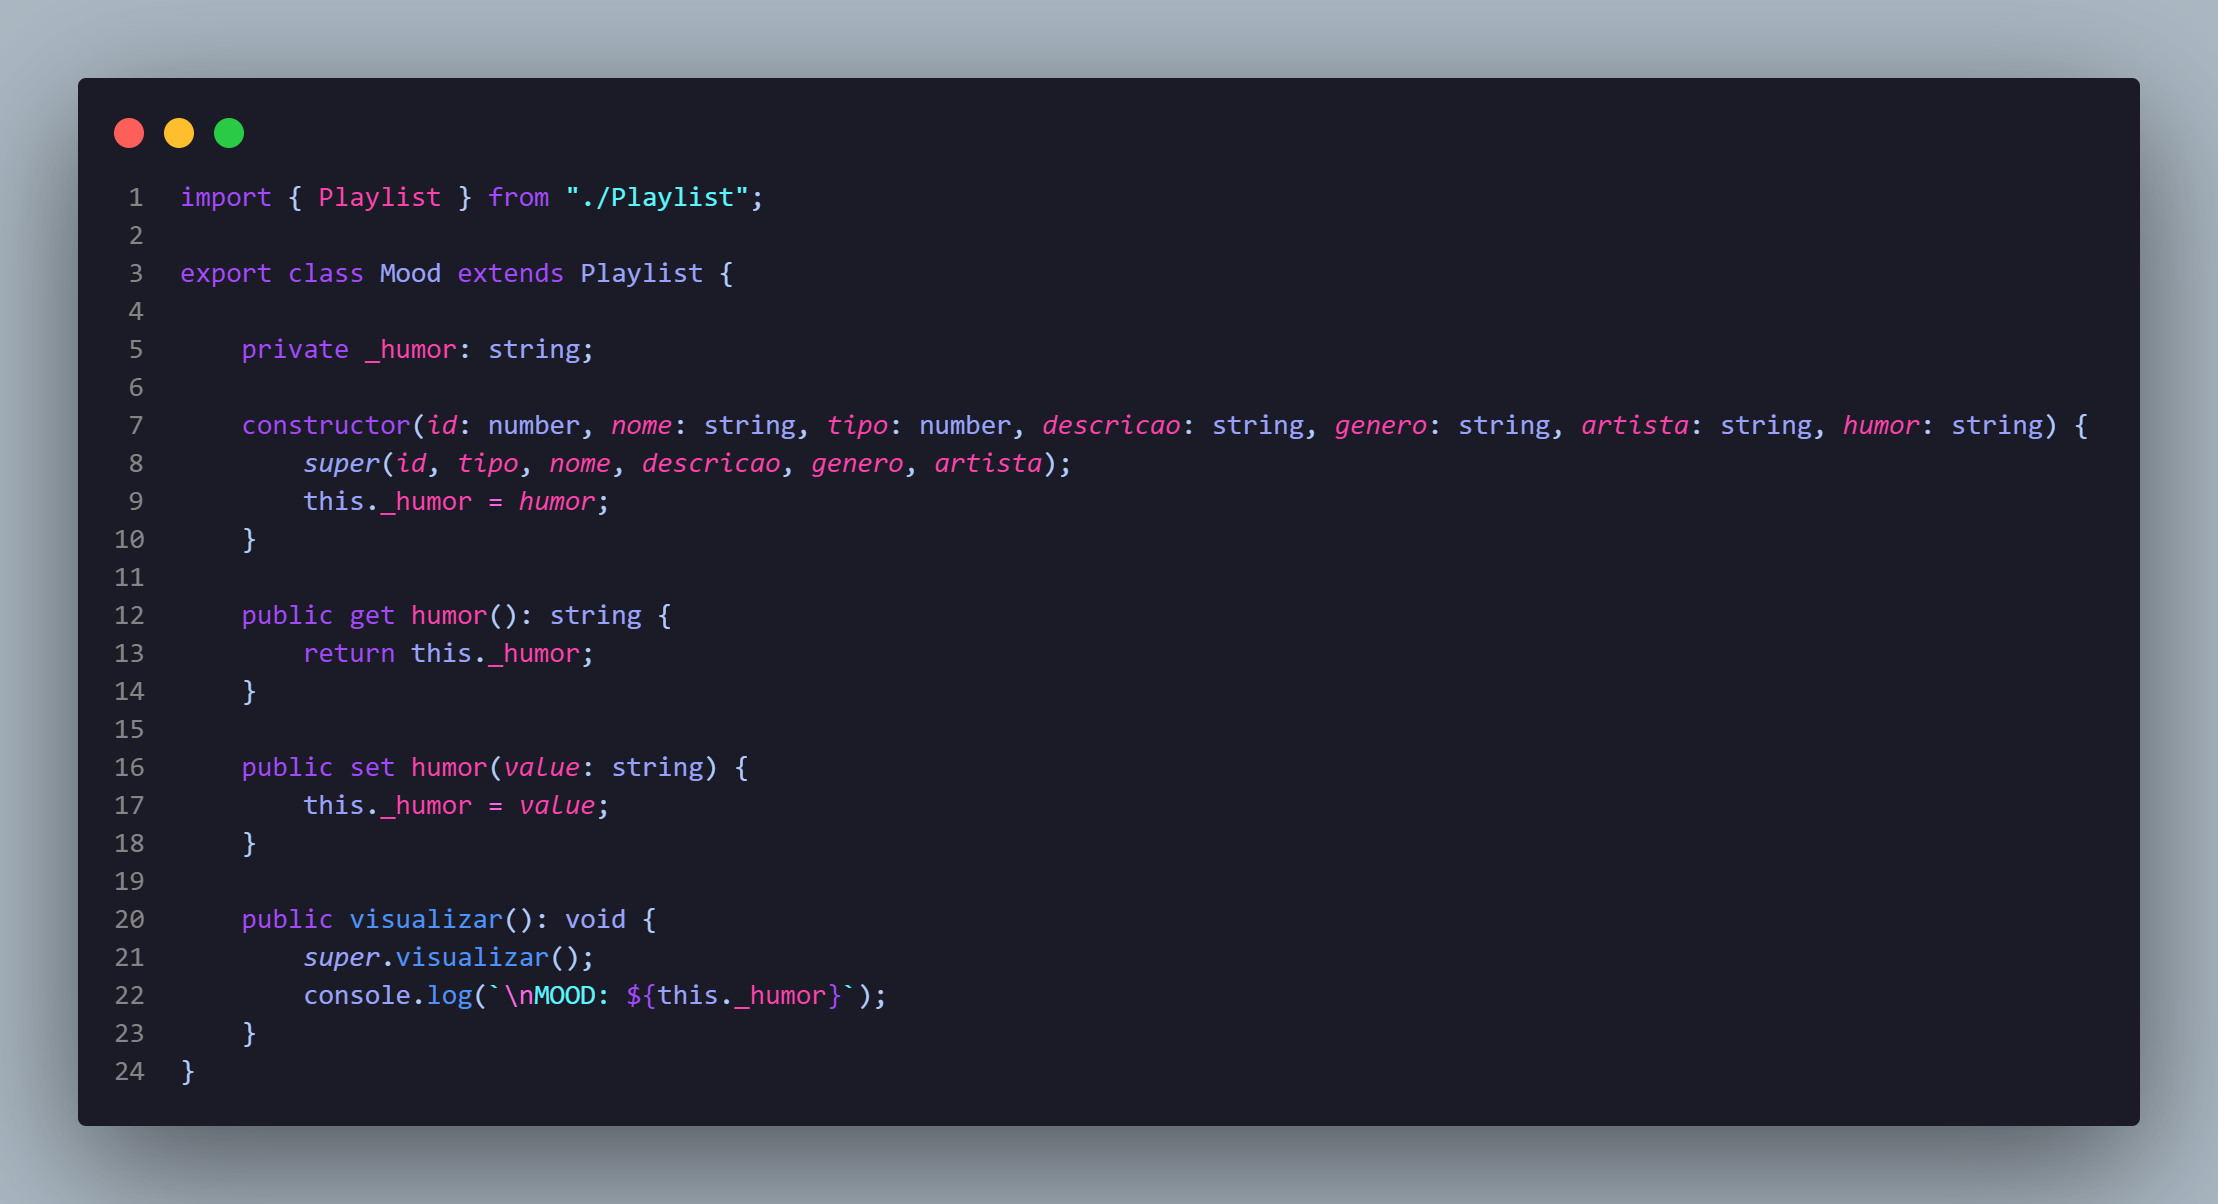 1 import { Playlist } from "./Playlist";
2
3 export class Mood extends Playlist {
4
5     private _humor: string;
6
7     constructor(id: number, nome: string, tipo: number, descricao: string, genero: string, artista: string, humor: string) {
8         super(id, tipo, nome, descricao, genero, artista);
9         this._humor = humor;
10     }
11
12     public get humor(): string {
13         return this._humor;
14     }
15
16     public set humor(value: string) {
17         this._humor = value;
18     }
19
20     public visualizar(): void {
21         super.visualizar();
22         console.log(`\nMOOD: ${this._humor}`);
23     }
24 }